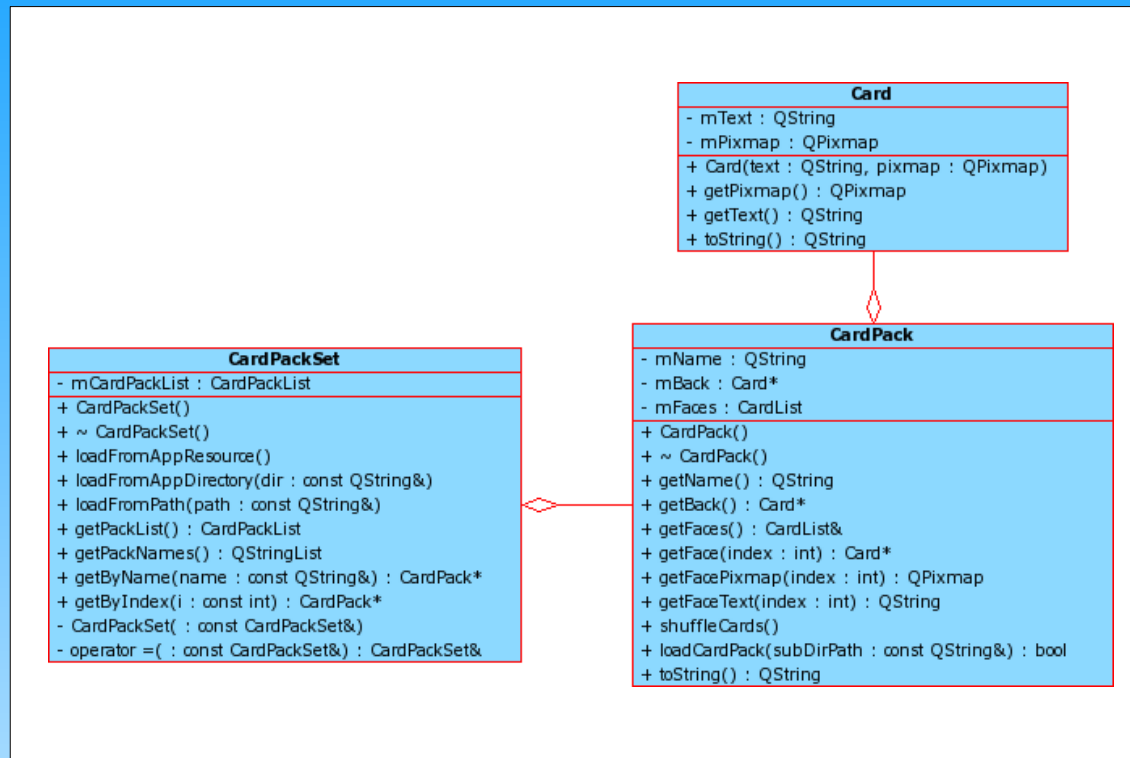 Card
- mText : QString
- mPixmap : QPixmap
+ Card(text : QString, pixmap : QPixmap)
+ getPixmap() : QPixmap
+ getText() : QString
+ toString() : QString
CardPackSet
- mCardPackList : CardPackList
+ CardPackSet()
+ ~ CardPackSet()
+ loadFromAppResource()
+ loadFromAppDirectory(dir : const QString&)
+ loadFromPath(path : const QString&)
+ getPackList() : CardPackList
+ getPackNames() : QStringList
+ getByName(name : const QString&) : CardPack*
+ getByIndex(i : const int) : CardPack*
- CardPackSet( : const CardPackSet&)
- operator =( : const CardPackSet&) : CardPackSet&
CardPack
- mName : QString
- mBack : Card*
- mFaces : CardList
+ CardPack()
+ ~ CardPack()
+ getName() : QString
+ getBack() : Card*
+ getFaces() : CardList&
+ getFace(index : int) : Card*
+ getFacePixmap(index : int) : QPixmap
+ getFaceText(index : int) : QString
+ shuffleCards()
+ loadCardPack(subDirPath : const QString&) : bool
+ toString() : QString